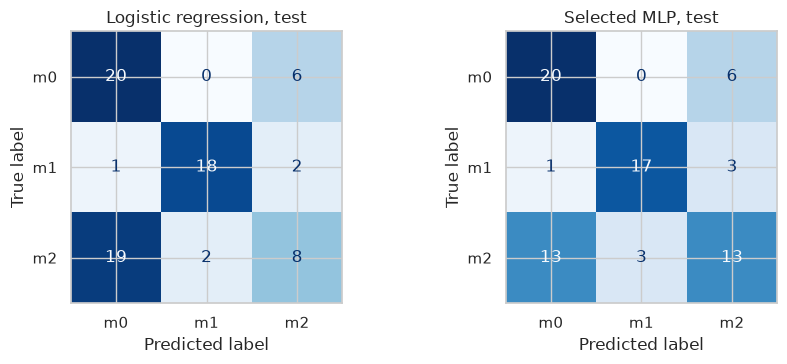 Logistic regression, test
Selected MLP, test
True label
m0
20 0 6
m1
1 18 2
m2
19 2 8
m0 m1 m2
Predicted label
True label
m0
20 0 6
m1
1 17 3
m2
13 3 13
m0 m1 m2
Predicted label